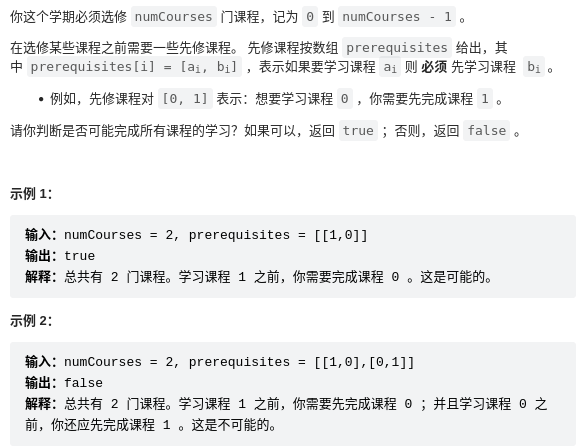 你这个学期必须选修 numCourses 门课程，记为 0 到 numCourses - 1 。
在选修某些课程之前需要一些先修课程。 先修课程按数组 prerequisites 给出，其
中 prerequisites[i] = [ai, bi] ，表示如果要学习课程 ai 则 必须 先学习课程 bi 。
• 例如，先修课程对 [0, 1] 表示：想要学习课程 0 ，你需要先完成课程 1 。
请你判断是否可能完成所有课程的学习？如果可以，返回 true ；否则，返回 false 。
示例 1：
输入：numCourses = 2, prerequisites = [[1,0]]
输出：true
解释：总共有 2 门课程。学习课程 1 之前，你需要完成课程 0 。这是可能的。
示例 2：
输入：numCourses = 2, prerequisites = [[1,0],[0,1]]
输出：false
解释：总共有 2 门课程。学习课程 1 之前，你需要先完成课程 0 ；并且学习课程 0 之
前，你还应先完成课程 1 。这是不可能的。